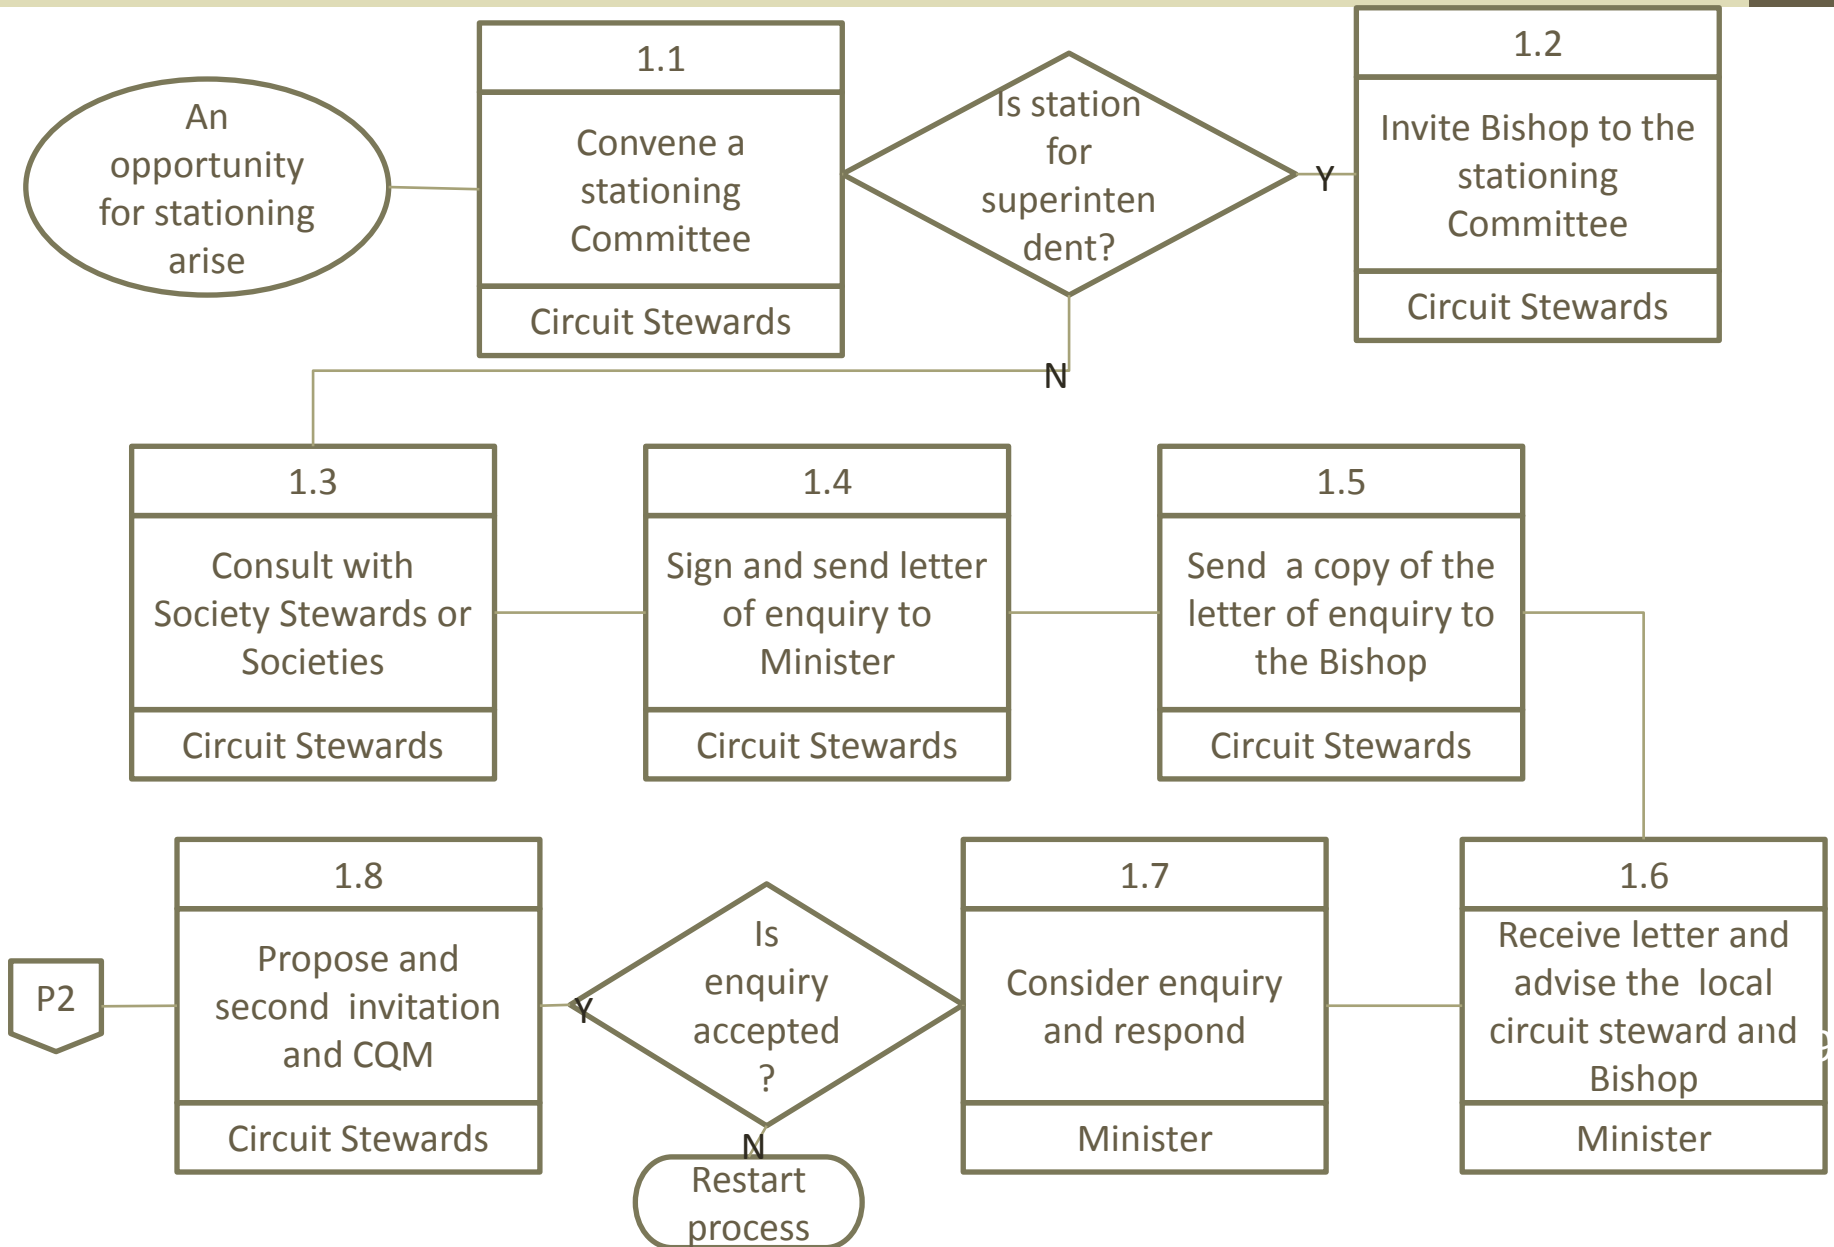 An
opportunity
for stationing
arise
1.1
Convene a
stationing
Committee
Circuit Stewards
Is station
for
superinten
dent?
Y
1.2
Invite Bishop to the
stationing
Committee
Circuit Stewards
N
1.3
Consult with
Society Stewards or
Societies
Circuit Stewards
1.4
Sign and send letter
of enquiry to
Minister
Circuit Stewards
1.5
Send a copy of the
letter of enquiry to
the Bishop
Circuit Stewards
1.6
Receive letter and
advise the local
circuit steward and
Bishop
Minister
1.7
Consider enquiry
and respond
Minister
Is
enquiry
accepted
?
Y
N
Restart
process
1.8
Propose and
second invitation
and CQM
Circuit Stewards
P2